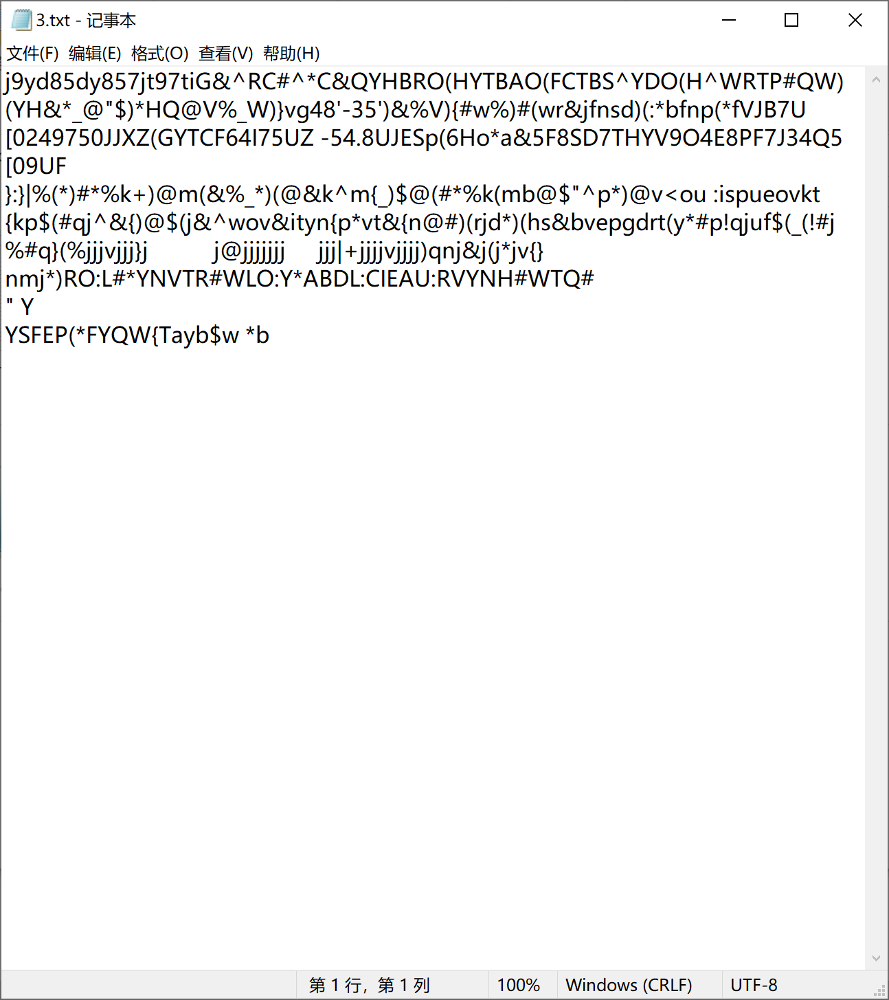 3.txt - 记事本
文件(F) 编辑(E) 格式(O) 查看(V) 帮助(H)
j9yd85dy857jt97tiG&^RC#^*C&QYHBRO(HYTBAO(FCTBS^YDO(H^WRTP#QW)
(YH&*_@"$)*HQ@V%_W)}vg48'-35')&%V){#w%)#(wr&jfnsd)(:*bfnp(*fVJB7U
[0249750JJXZ(GYTCF64I75UZ -54.8UJESp(6Ho*a&5F8SD7THYV9O4E8PF7J34Q5
[09UF
}:}|%(*)#*%k+)@m(&%_*)(@&k^m{_)$@(#*%k(mb@$"^p*)@v<ou :ispueovkt
{kp$(#qj^&{)@$(j&^wov&ityn{p*vt&{n@#)(rjd*)(hs&bvepgdrt(y*#p!qjuf$(_(!#j
%#q}(%jjjvjjj}j          j@jjjjjjj     jjj|+jjjjvjjjj)qnj&j(j*jv{}
nmj*)RO:L#*YNVTR#WLO:Y*ABDL:CIEAU:RVYNH#WTQ#
" Y
YSFEP(*FYQW{Tayb$w *b
第 1 行，第 1 列 100% Windows (CRLF) UTF-8